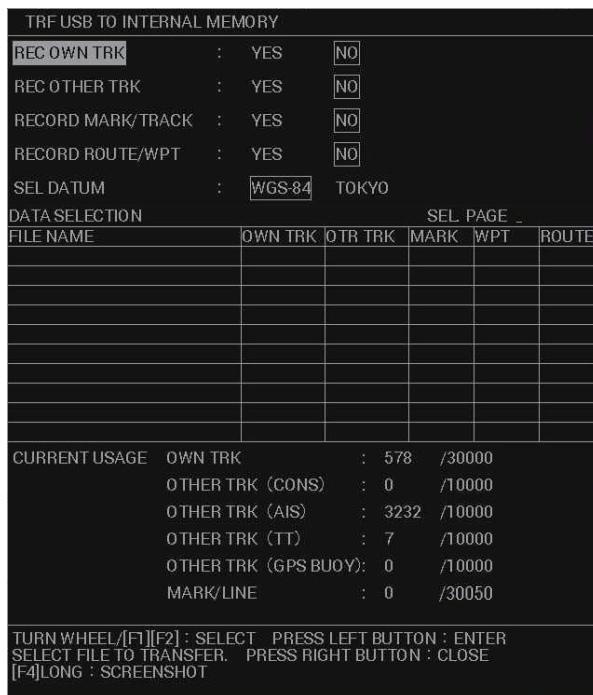 TRF USB TO INTERNAL MEMORY
REC OWN TRK : YES NO
REC OTHER TRK : YES NO
RECORD MARK/TRACK : YES NO
RECORD ROUTE/WPT : YES NO
SEL DATUM : WGS-84 TOKYO
DATA SELECTION SEL. PAGE _
FILE NAME OWN TRK OTR TRK MARK WPT ROUTE
CURRENT USAGE OWN TRK : 578 /30000
OTHER TRK (CONS) : 0 /10000
OTHER TRK (AIS) : 3232 /10000
OTHER TRK (TT) : 7 /10000
OTHER TRK (GPS BUOY): 0 /10000
MARK/LINE : 0 /30050
TURN WHEEL/[F1][F2] : SELECT PRESS LEFT BUTTON : ENTER
SELECT FILE TO TRANSFER. PRESS RIGHT BUTTON : CLOSE
[F4]LONG : SCREENSHOT